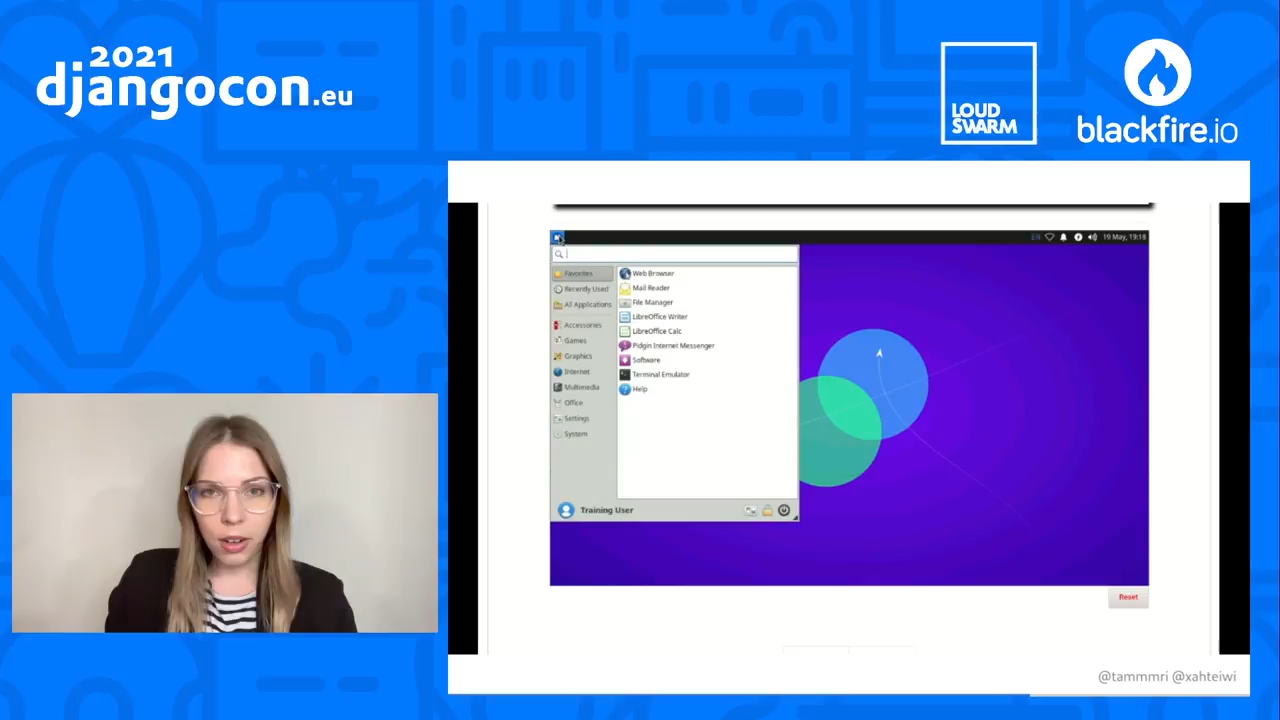 2021
djangocon.eu
LOUD
SWARM
blackfire.io
EN
19 May, 19:18
Favorites
Recently Used
All Applications
Accessories
Games
Graphics
Internet
Multimedia
Office
Settings
System
Web Browser
Mail Reader
File Manager
LibreOffice Writer
LibreOffice Calc
Pidgin Internet Messenger
Software
Terminal Emulator
Help
Training User
Reset
@tammmri @xahteiwi